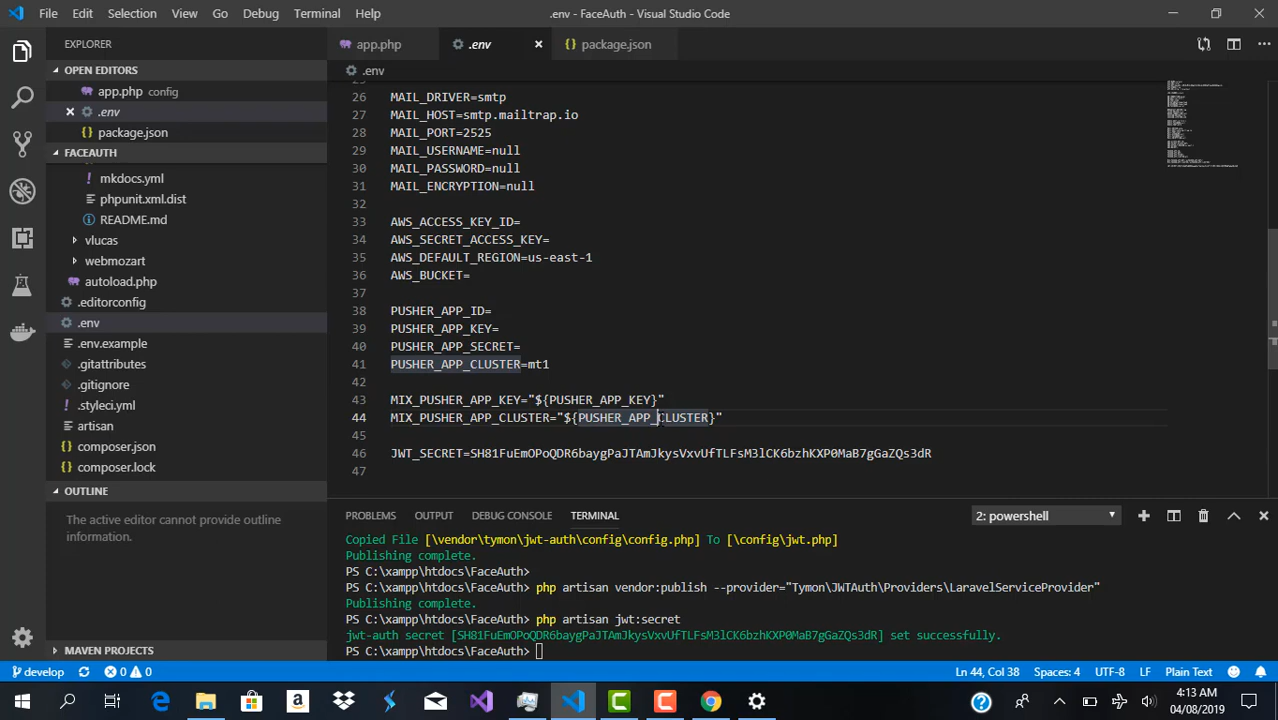 File Edit Selection View Go Debug Terminal Help
.env - FaceAuth - Visual Studio Code
EXPLORER
OPEN EDITORS
app.php config
.env
package.json
FACEAUTH
mkdocs.yml
phpunit.xml.dist
README.md
vlucas
webmozart
autoload.php
.editorconfig
.env
.env.example
.gitattributes
.gitignore
.styleci.yml
artisan
composer.json
composer.lock
OUTLINE
The active editor cannot provide outline
information.
MAVEN PROJECTS
app.php
.env
package.json
.env
26 MAIL_DRIVER=smtp
27 MAIL_HOST=smtp.mailtrap.io
28 MAIL_PORT=2525
29 MAIL_USERNAME=null
30 MAIL_PASSWORD=null
31 MAIL_ENCRYPTION=null
32
33 AWS_ACCESS_KEY_ID=
34 AWS_SECRET_ACCESS_KEY=
35 AWS_DEFAULT_REGION=us-east-1
36 AWS_BUCKET=
37
38 PUSHER_APP_ID=
39 PUSHER_APP_KEY=
40 PUSHER_APP_SECRET=
41 PUSHER_APP_CLUSTER=mt1
42
43 MIX_PUSHER_APP_KEY="${PUSHER_APP_KEY}"
44 MIX_PUSHER_APP_CLUSTER="${PUSHER_APP_CLUSTER}"
45
46 JWT_SECRET=SH81FuEmOPoQDR6baygPaJTAmJkysVxvUfTLFsM3lCK6bzhKXP0MaB7gGaZQs3dR
47
PROBLEMS OUTPUT DEBUG CONSOLE TERMINAL
2: powershell
Copied File [\vendor\tymon\jwt-auth\config\config.php] To [\config\jwt.php]
Publishing complete.
PS C:\xampp\htdocs\FaceAuth>
PS C:\xampp\htdocs\FaceAuth> php artisan vendor:publish --provider="Tymon\JWTAuth\Providers\LaravelServiceProvider"
Publishing complete.
PS C:\xampp\htdocs\FaceAuth> php artisan jwt:secret
jwt-auth secret [SH81FuEmOPoQDR6baygPaJTAmJkysVxvUfTLFsM3lCK6bzhKXP0MaB7gGaZQs3dR] set successfully.
PS C:\xampp\htdocs\FaceAuth>
develop 0 0
Ln 44, Col 38 Spaces: 4 UTF-8 LF Plain Text
4:13 AM
04/08/2019